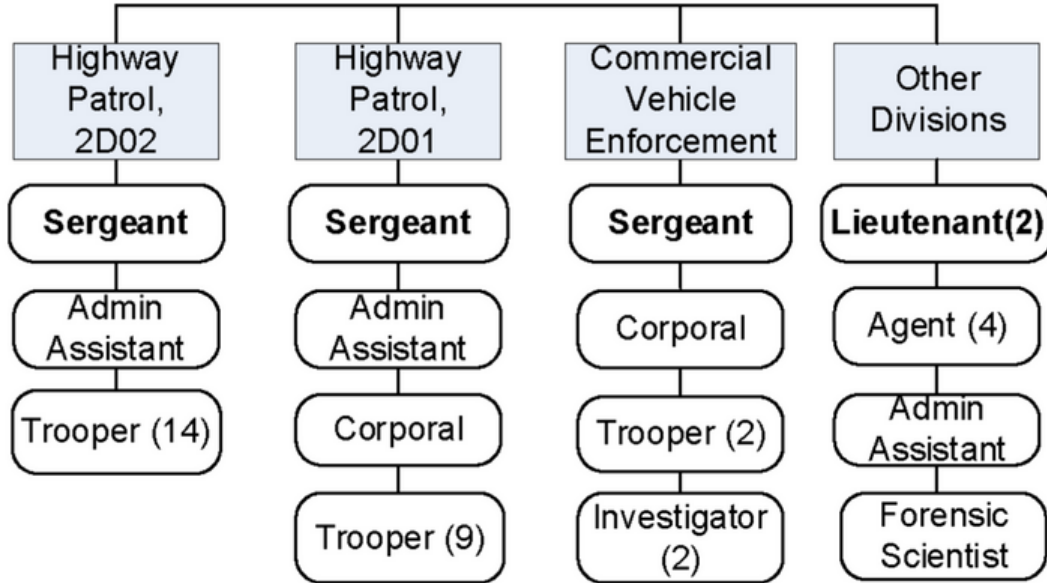 Highway
Patrol,
2D02
Highway
Patrol,
2D01
Commercial
Vehicle
Enforcement
Other
Divisions
Sergeant
Sergeant
Sergeant
Lieutenant(2)
Admin
Assistant
Admin
Assistant
Corporal
Agent (4)
Trooper (14)
Corporal
Trooper (2)
Admin
Assistant
Trooper (9)
Investigator
(2)
Forensic
Scientist